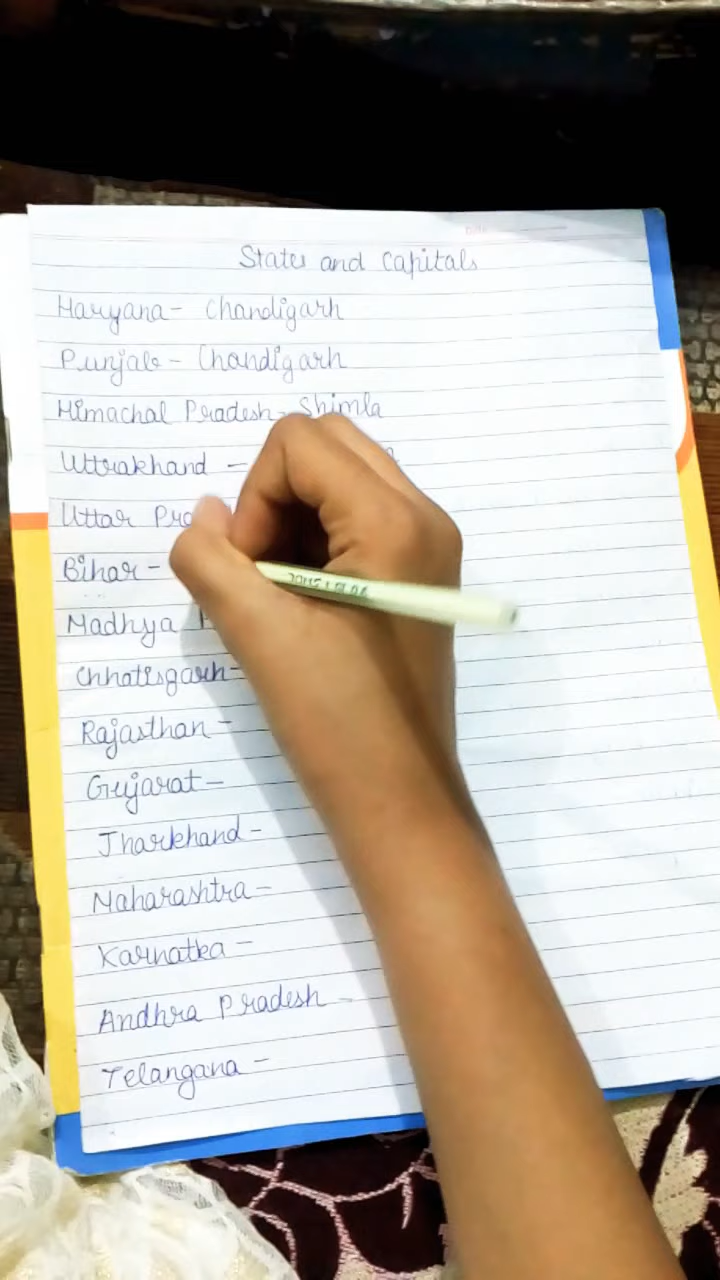 States and Capitals
Haryana- Chandigarh
Punjab - Chandigarh
Himachal Pradesh- Shimla
Uttrakhand -
Uttar
Bihar -
Madhya
Chhatisgarh-
Rajasthan -
Gujarat -
Jharkhand -
Maharashtra -
Karnatka -
Andhra Pradesh -
Telangana -